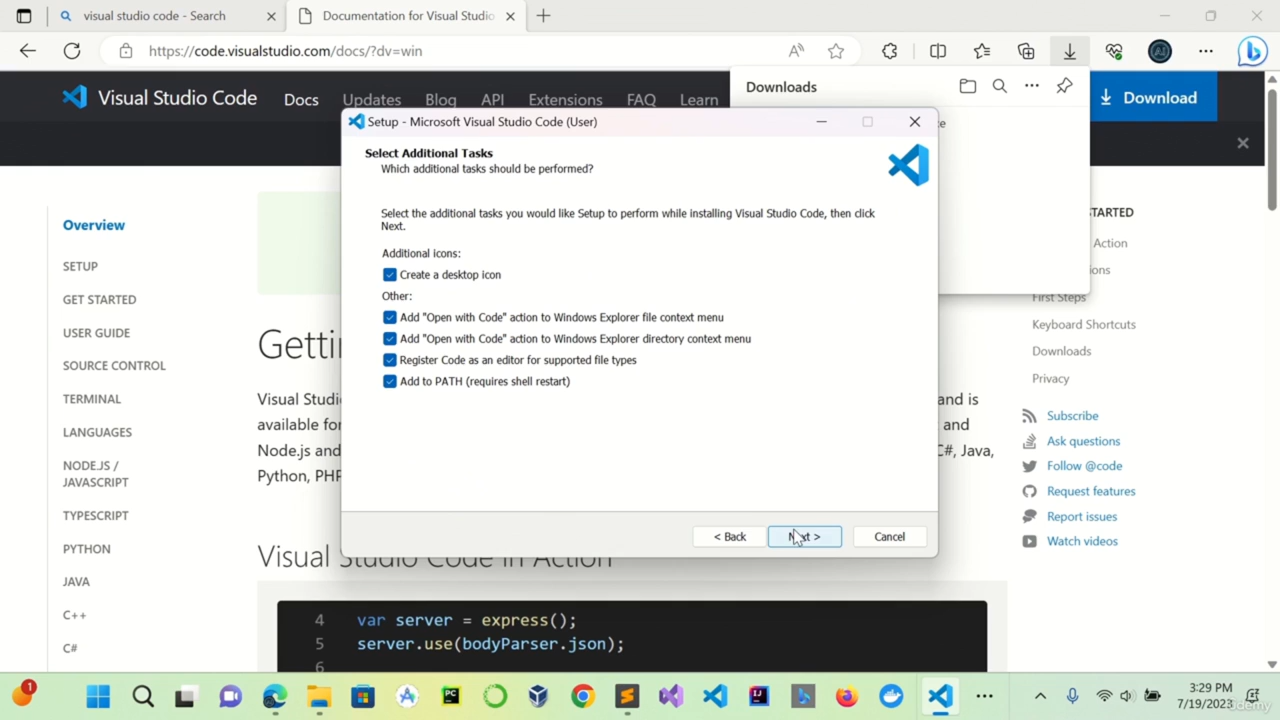 visual studio code - Search
Documentation for Visual Studio
https://code.visualstudio.com/docs/?dv=win
Visual Studio Code
Docs
Updates
Blog
API
Extensions
FAQ
Learn
Downloads
Download
Setup - Microsoft Visual Studio Code (User)
Select Additional Tasks
Which additional tasks should be performed?
Select the additional tasks you would like Setup to perform while installing Visual Studio Code, then click
Next.
Additional icons:
Create a desktop icon
Other:
Add "Open with Code" action to Windows Explorer file context menu
Add "Open with Code" action to Windows Explorer directory context menu
Register Code as an editor for supported file types
Add to PATH (requires shell restart)
< Back
Next >
Cancel
Overview
SETUP
GET STARTED
USER GUIDE
SOURCE CONTROL
TERMINAL
LANGUAGES
NODE.JS /
JAVASCRIPT
TYPESCRIPT
PYTHON
JAVA
C++
C#
Getti
Visual Studi
available for
Node.js and
Python, PHP
and is
and
C#, Java,
Visual Studio Code in Action
4 var server = express();
5 server.use(bodyParser.json);
6
STARTED
Action
ions
First Steps
Keyboard Shortcuts
Downloads
Privacy
Subscribe
Ask questions
Follow @code
Request features
Report issues
Watch videos
1
PC
3:29 PM
7/19/2023
udemy